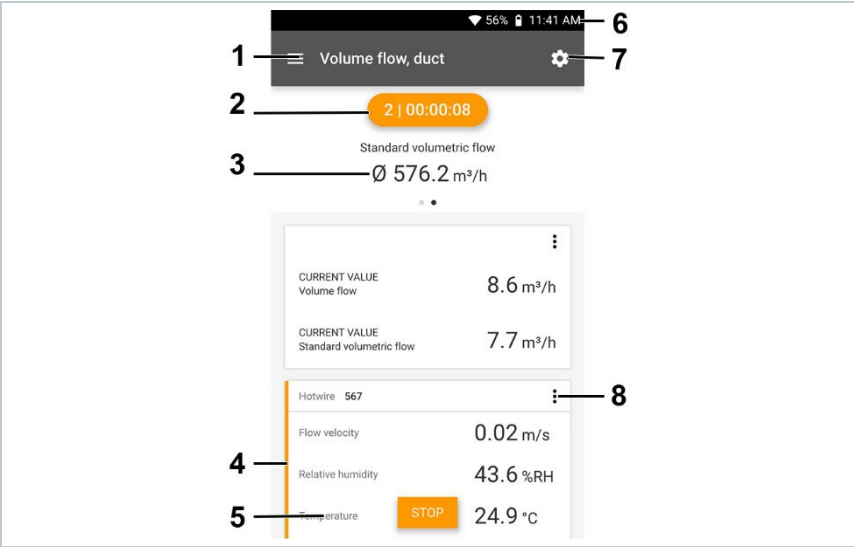 56% 11:41 AM 6
1 Volume flow, duct 7
2 2 | 00:00:08
Standard volumetric flow
3 Ø 576.2 m³/h
CURRENT VALUE
Volume flow 8.6 m³/h
CURRENT VALUE
Standard volumetric flow 7.7 m³/h
Hotwire 567 8
Flow velocity 0.02 m/s
4 Relative humidity 43.6 %RH
5 Temperature STOP 24.9 °C